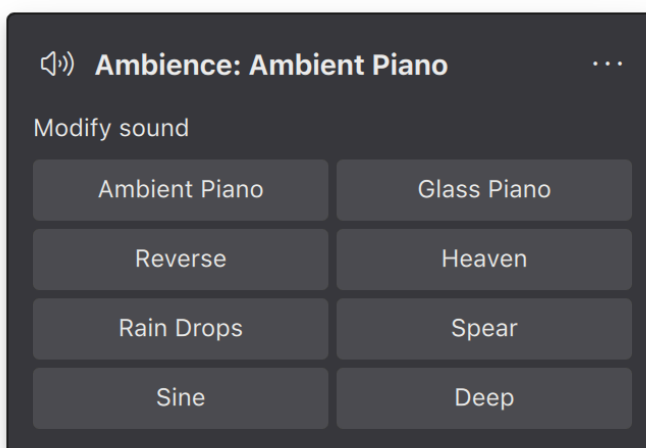 Ambience: Ambient Piano
Modify sound
Ambient Piano
Glass Piano
Reverse
Heaven
Rain Drops
Spear
Sine
Deep